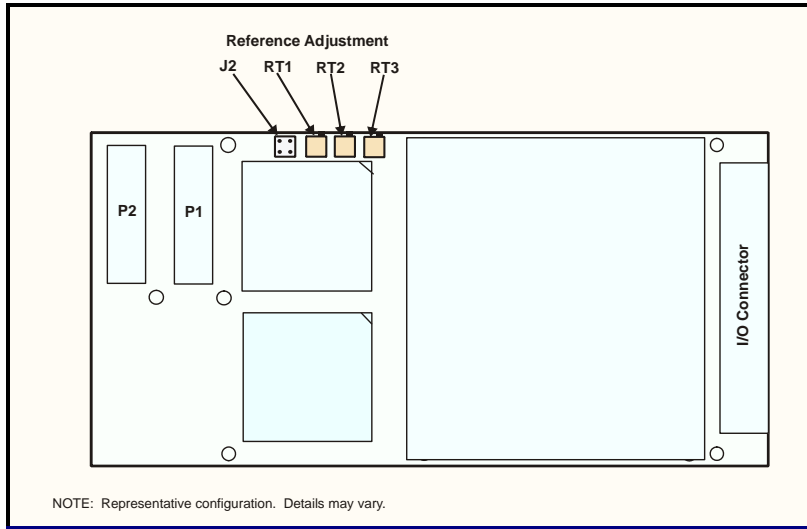 Reference Adjustment
J2 RT1 RT2 RT3
P2 P1
I/O Connector
NOTE: Representative configuration. Details may vary.